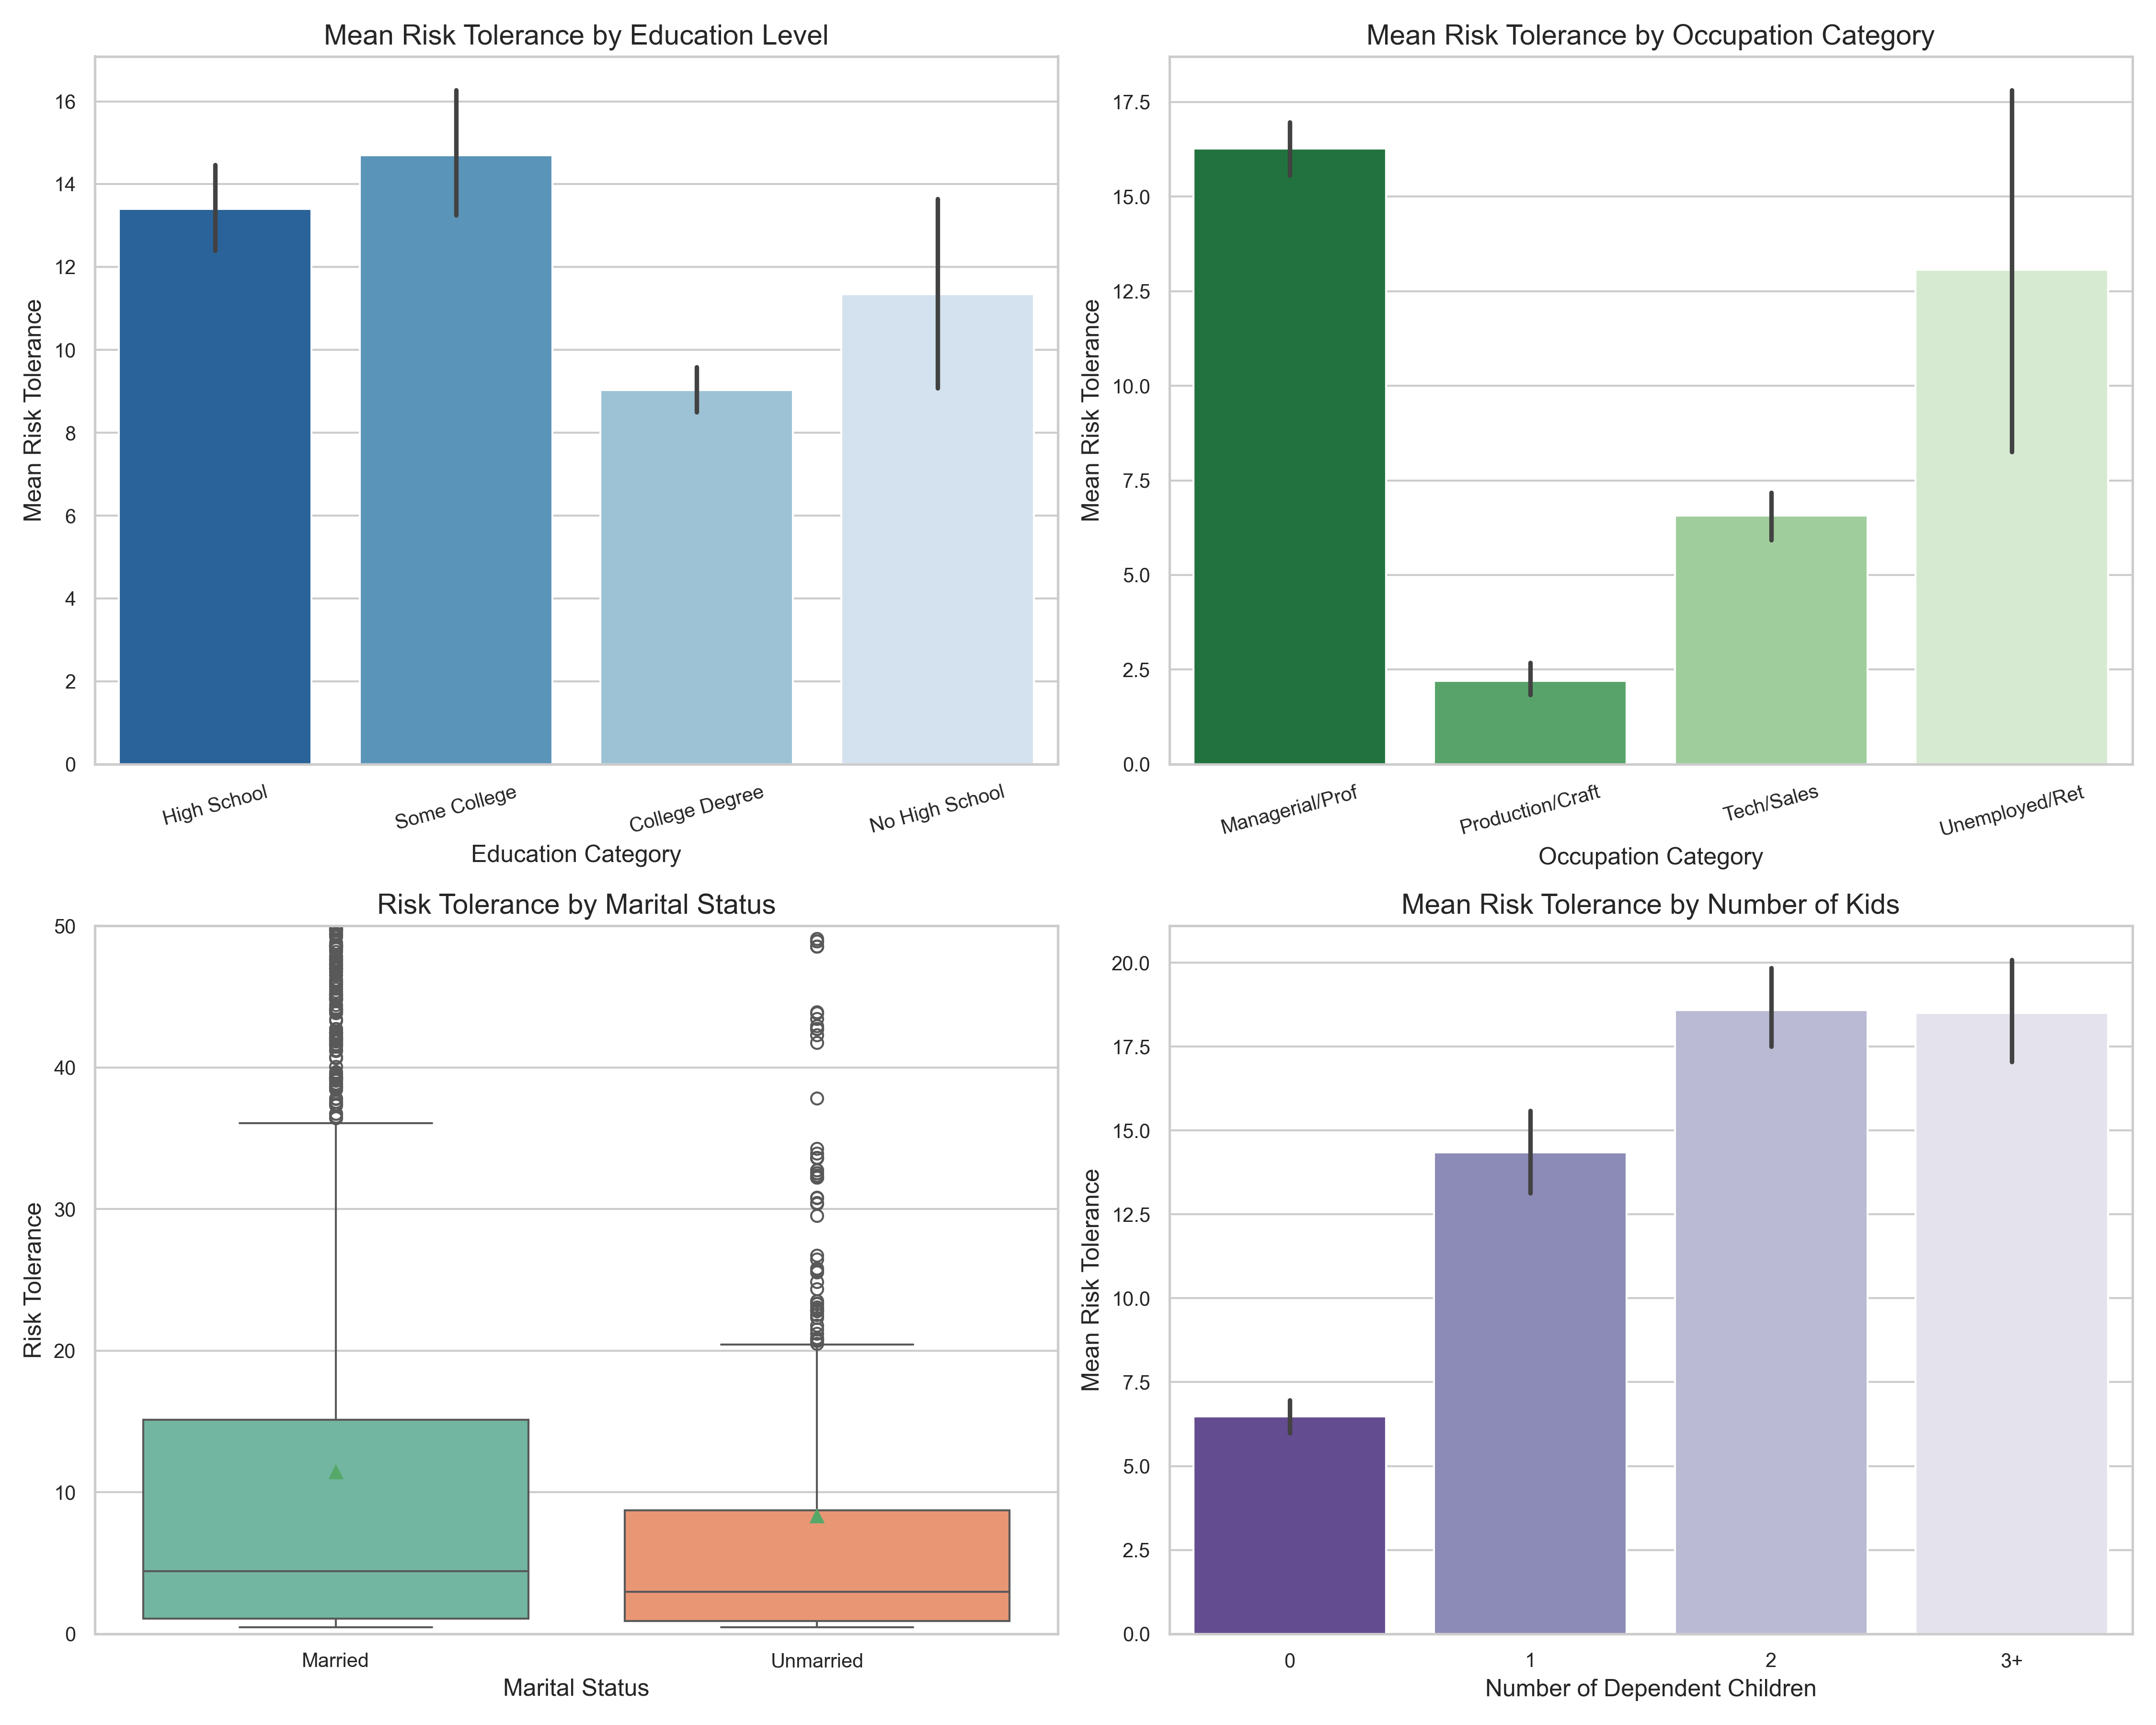 Mean Risk Tolerance by Education Level
Mean Risk Tolerance
16
14
12
10
8
6
4
2
0
High School
Some College
College Degree
No High School
Education Category
Mean Risk Tolerance by Occupation Category
Mean Risk Tolerance
17.5
15.0
12.5
10.0
7.5
5.0
2.5
0.0
Managerial/Prof
Production/Craft
Tech/Sales
Unemployed/Ret
Occupation Category
Risk Tolerance by Marital Status
Risk Tolerance
50
40
30
20
10
0
Married
Unmarried
Marital Status
Mean Risk Tolerance by Number of Kids
Mean Risk Tolerance
20.0
17.5
15.0
12.5
10.0
7.5
5.0
2.5
0.0
0
1
2
3+
Number of Dependent Children